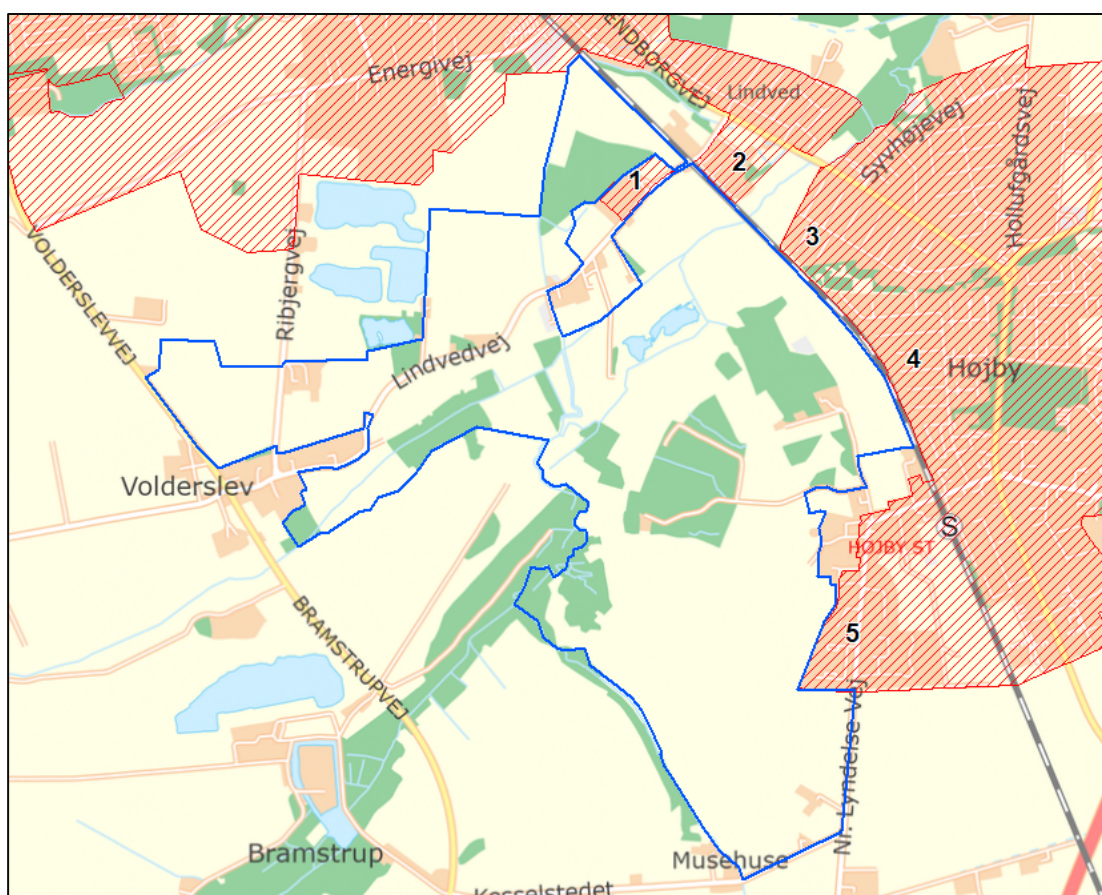 ENDBORGVEJ
Energivej
Lindved
Syvhøjevej
Hollufgårdsvej
2
1
VOLDERSLEVVEJ
Ribjergvej
3
Lindvedvej
4
Højby
Volderslev
S
HØJBY ST
BRAMSTRUPVEJ
5
Nr. Lyndelse Vej
Bramstrup
Musehuse
Kosselstedet